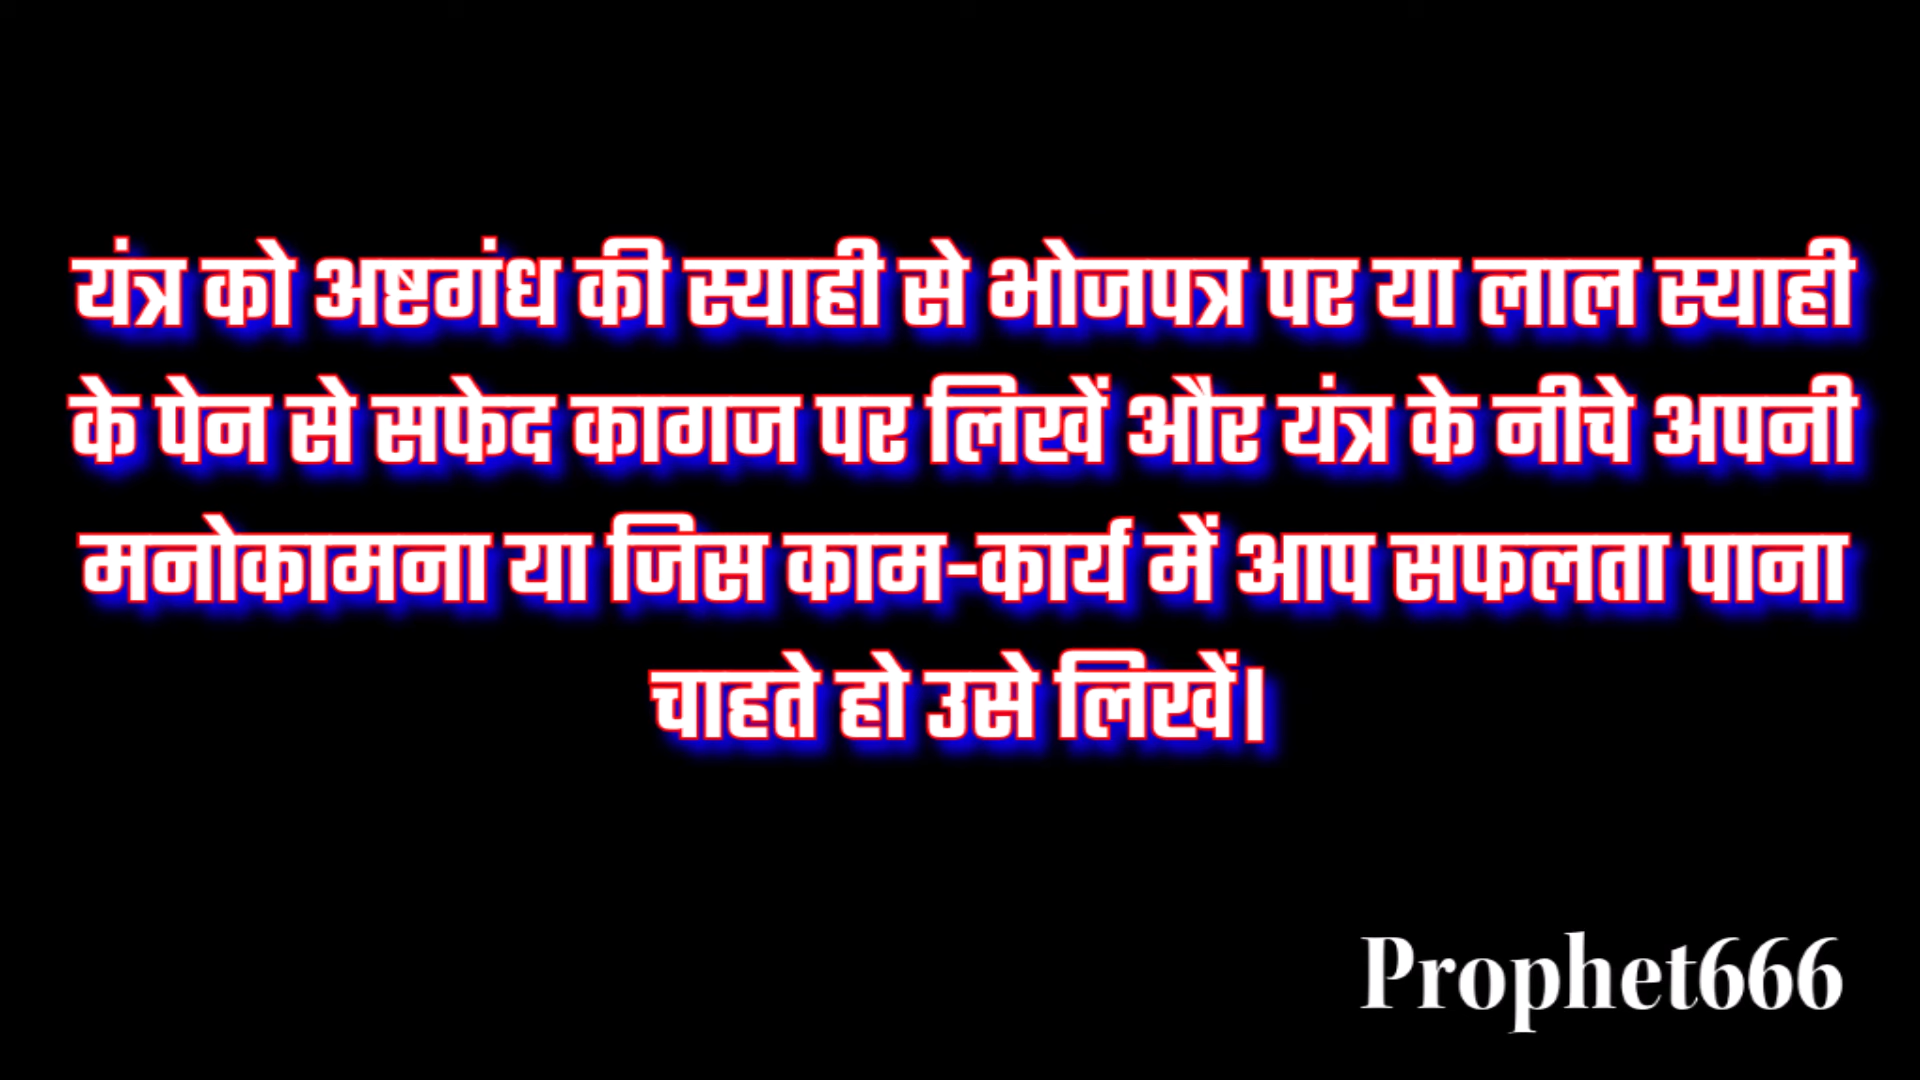 यंत्र को अष्टगंध की स्याही से भोजपत्र पर या लाल स्याही
के पेन से सफेद कागज पर लिखें और यंत्र के नीचे अपनी
मनोकामना या जिस काम-कार्य में आप सफलता पाना
चाहते हो उसे लिखें।
Prophet666